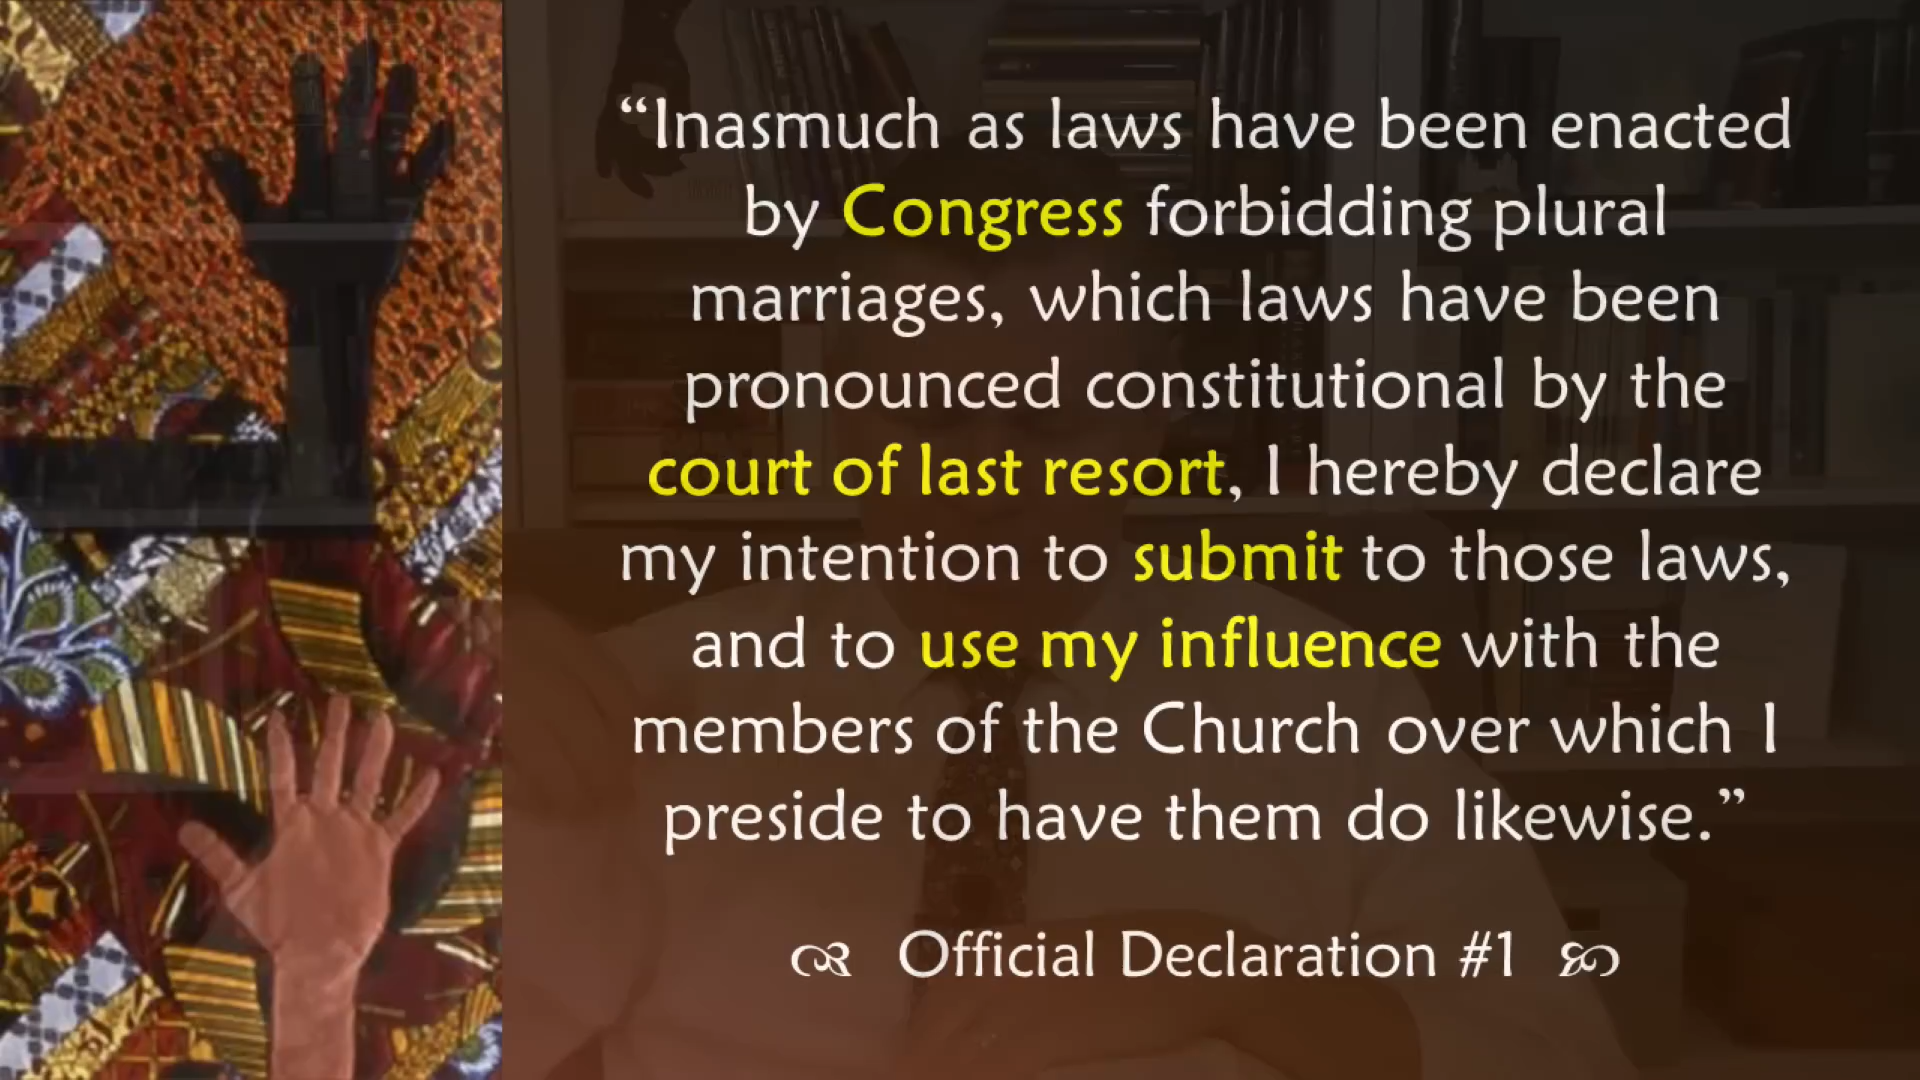 “Inasmuch as laws have been enacted
by Congress forbidding plural
marriages, which laws have been
pronounced constitutional by the
court of last resort, I hereby declare
my intention to submit to those laws,
and to use my influence with the
members of the Church over which I
preside to have them do likewise.”
Official Declaration #1